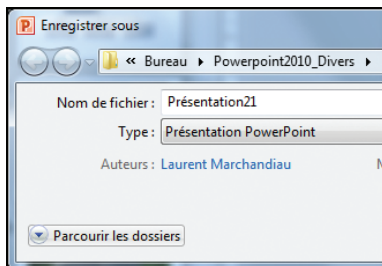 Enregistrer sous
« Bureau ▸ Powerpoint2010_Divers ▸
Nom de fichier : Présentation21
Type : Présentation PowerPoint
Auteurs : Laurent Marchandiau
Parcourir les dossiers